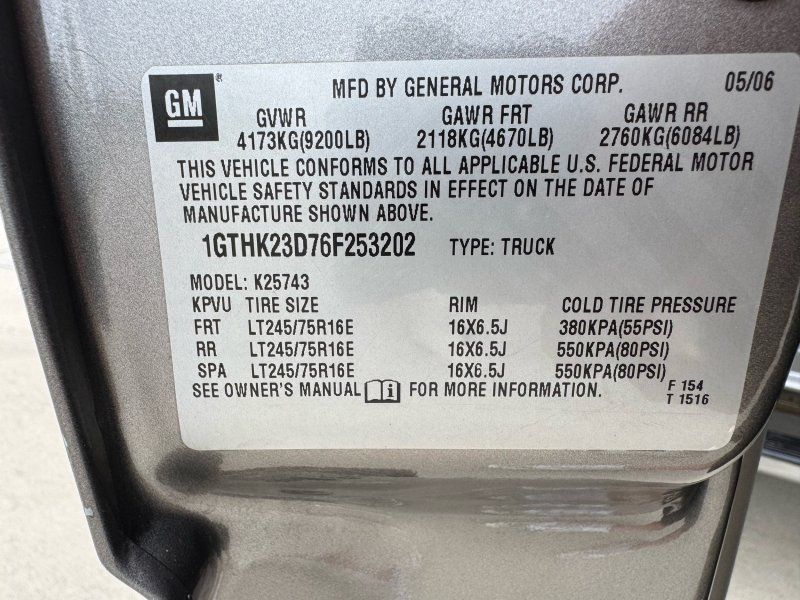 GM
MFD BY GENERAL MOTORS CORP. 05/06
GVWR GAWR FRT GAWR RR
4173KG(9200LB) 2118KG(4670LB) 2760KG(6084LB)
THIS VEHICLE CONFORMS TO ALL APPLICABLE U.S. FEDERAL MOTOR
VEHICLE SAFETY STANDARDS IN EFFECT ON THE DATE OF
MANUFACTURE SHOWN ABOVE.
1GTHK23D76F253202 TYPE: TRUCK
MODEL: K25743
KPVU TIRE SIZE RIM COLD TIRE PRESSURE
FRT LT245/75R16E 16X6.5J 380KPA(55PSI)
RR LT245/75R16E 16X6.5J 550KPA(80PSI)
SPA LT245/75R16E 16X6.5J 550KPA(80PSI)
SEE OWNER'S MANUAL i FOR MORE INFORMATION. F 154
T 1516